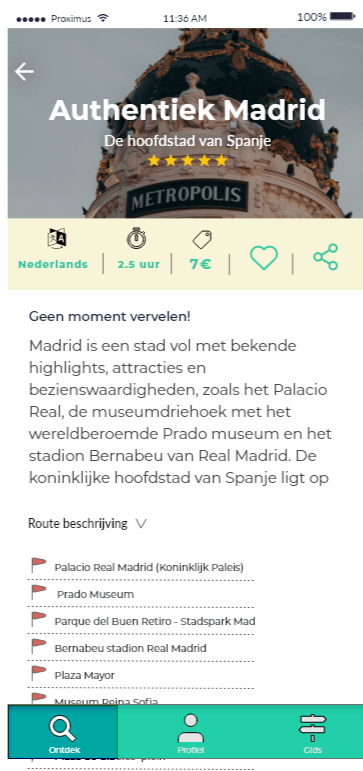 Proximus 11:36 AM 100%
Authentiek Madrid
De hoofdstad van Spanje
METROPOLIS
Nederlands 2.5 uur 7€
Geen moment vervelen!
Madrid is een stad vol met bekende
highlights, attracties en
bezienswaardigheden, zoals het Palacio
Real, de museumdriehoek met het
wereldberoemde Prado museum en het
stadion Bernabeu van Real Madrid. De
koninklijke hoofdstad van Spanje ligt op
Route beschrijving
Palacio Real Madrid (Koninklijk Paleis)
Prado Museum
Parque del Buen Retiro - Stadspark Mad
Bernabeu stadion Real Madrid
Plaza Mayor
Museum Reina Sofia
Ontdek Profiel Gids